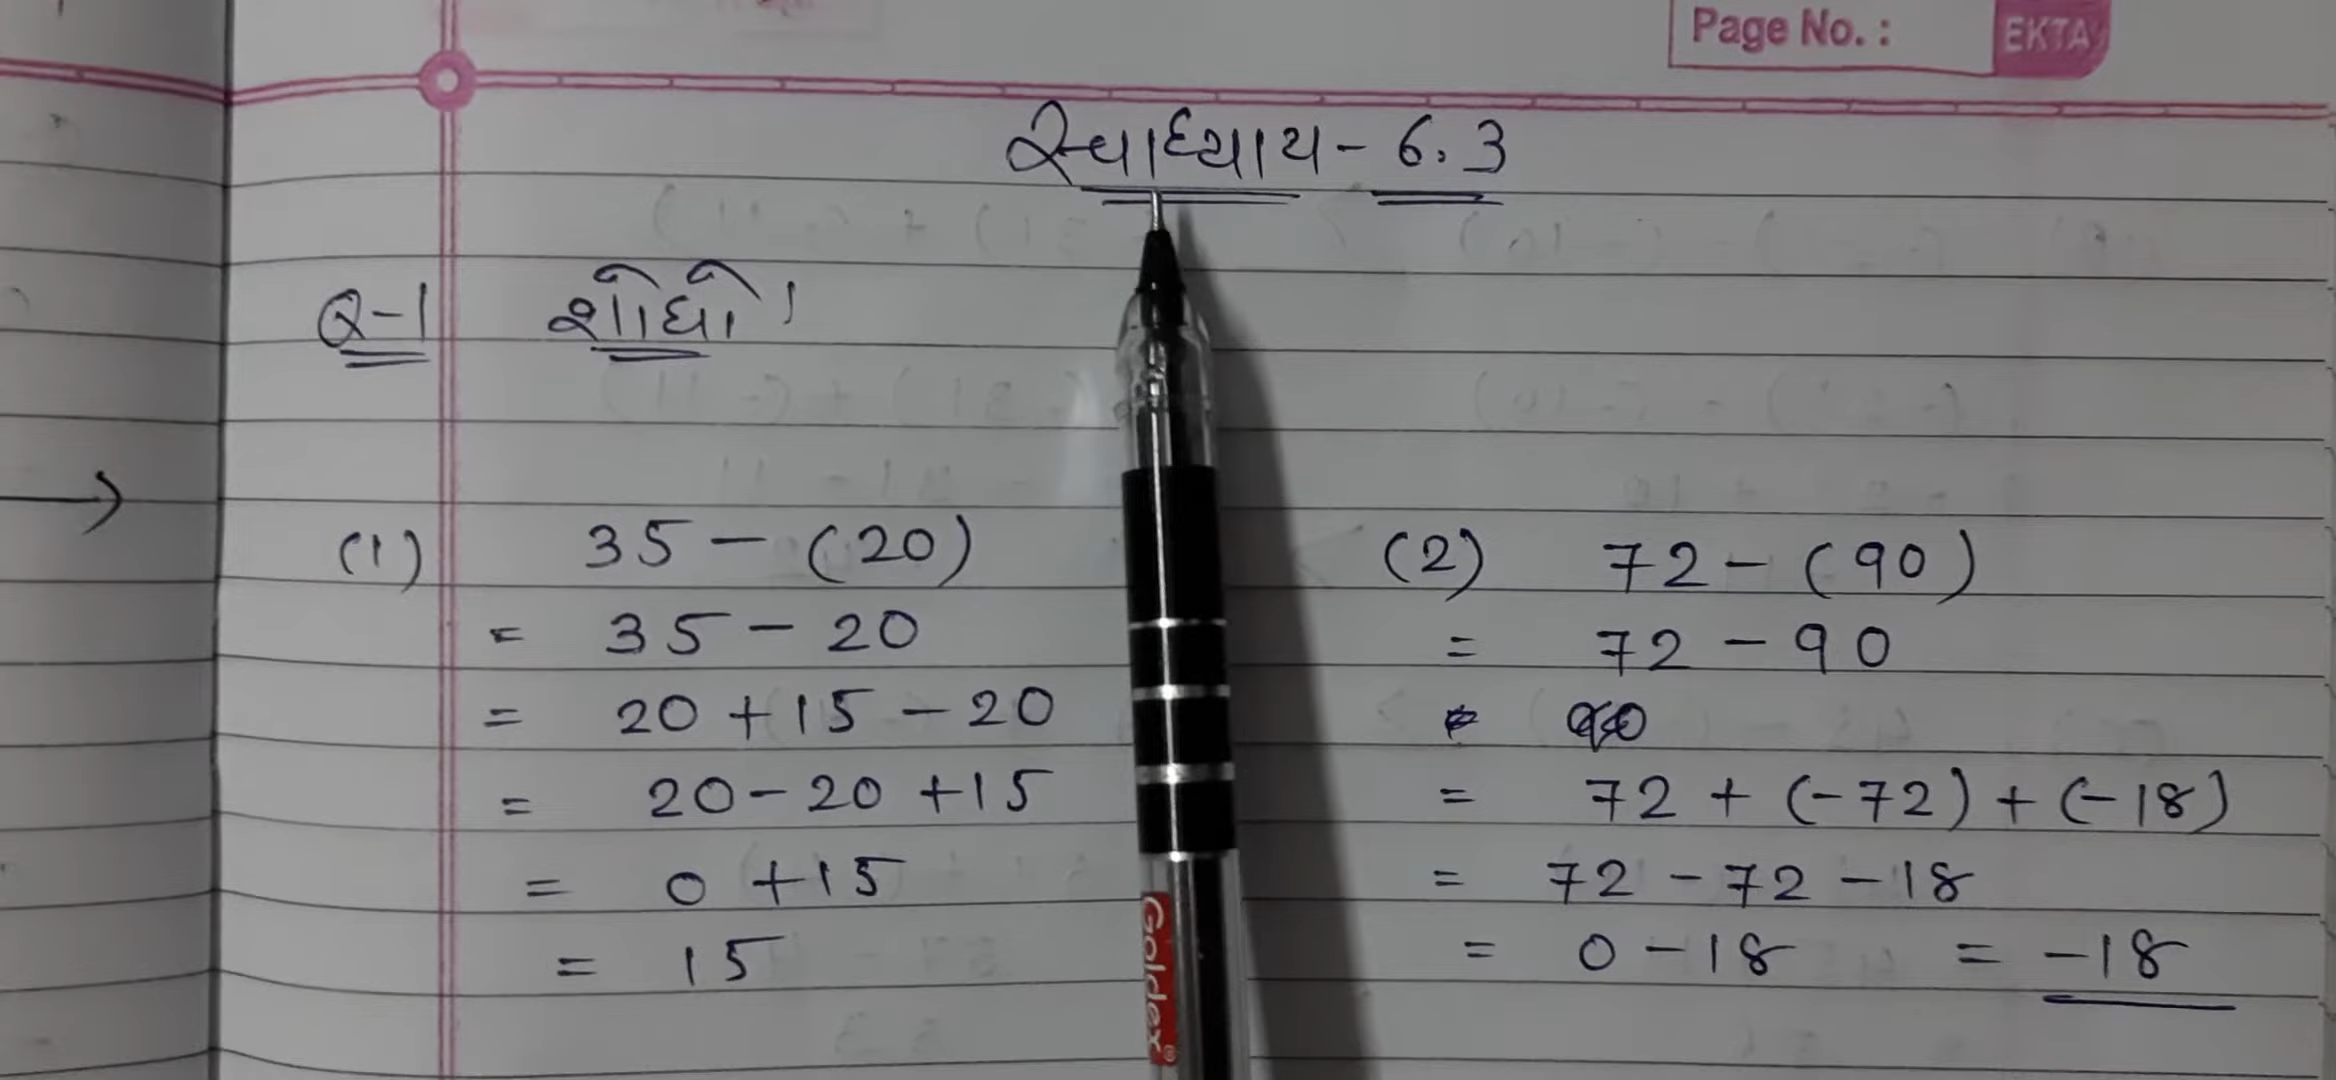 Page No. :
EKTA
સ્વાધ્યાય - 6.3
Q-1 શોધો।
(1) 35 - (20)
= 35 - 20
= 20 + 15 - 20
= 20 - 20 + 15
= 0 + 15
= 15
(2) 72 - (90)
= 72 - 90
= 72 + (-72) + (-18)
= 72 - 72 - 18
= 0 - 18 = -18
Goldex